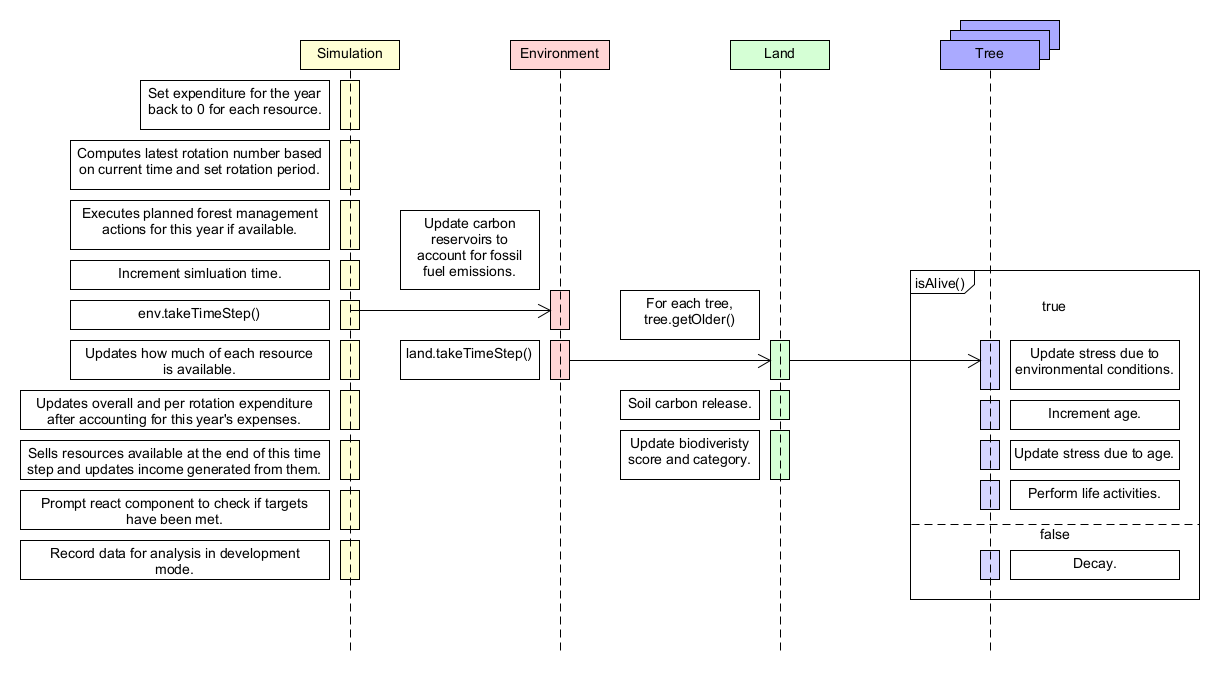 Simulation
Environment
Land
Tree
Set expenditure for the year
back to 0 for each resource.
Computes latest rotation number based
on current time and set rotation period.
Executes planned forest management
actions for this year if available.
Increment simluation time.
env.takeTimeStep()
Updates how much of each resource
is available.
Updates overall and per rotation expenditure
after accounting for this year's expenses.
Sells resources available at the end of this time
step and updates income generated from them.
Prompt react component to check if targets
have been met.
Record data for analysis in development
mode.
Update carbon
reservoirs to
account for fossil
fuel emissions.
land.takeTimeStep()
For each tree,
tree.getOlder()
Soil carbon release.
Update biodiveristy
score and category.
isAlive()
true
Update stress due to
environmental conditions.
Increment age.
Update stress due to age.
Perform life activities.
false
Decay.